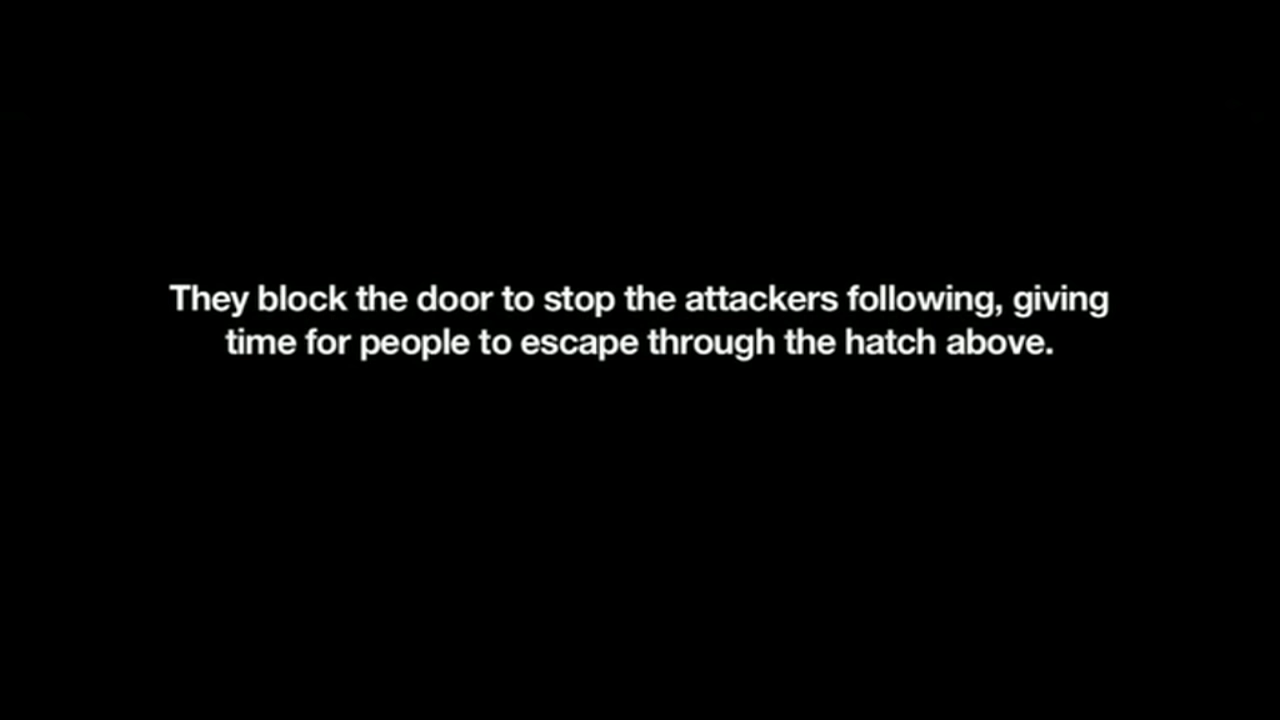 They block the door to stop the attackers following, giving
time for people to escape through the hatch above.